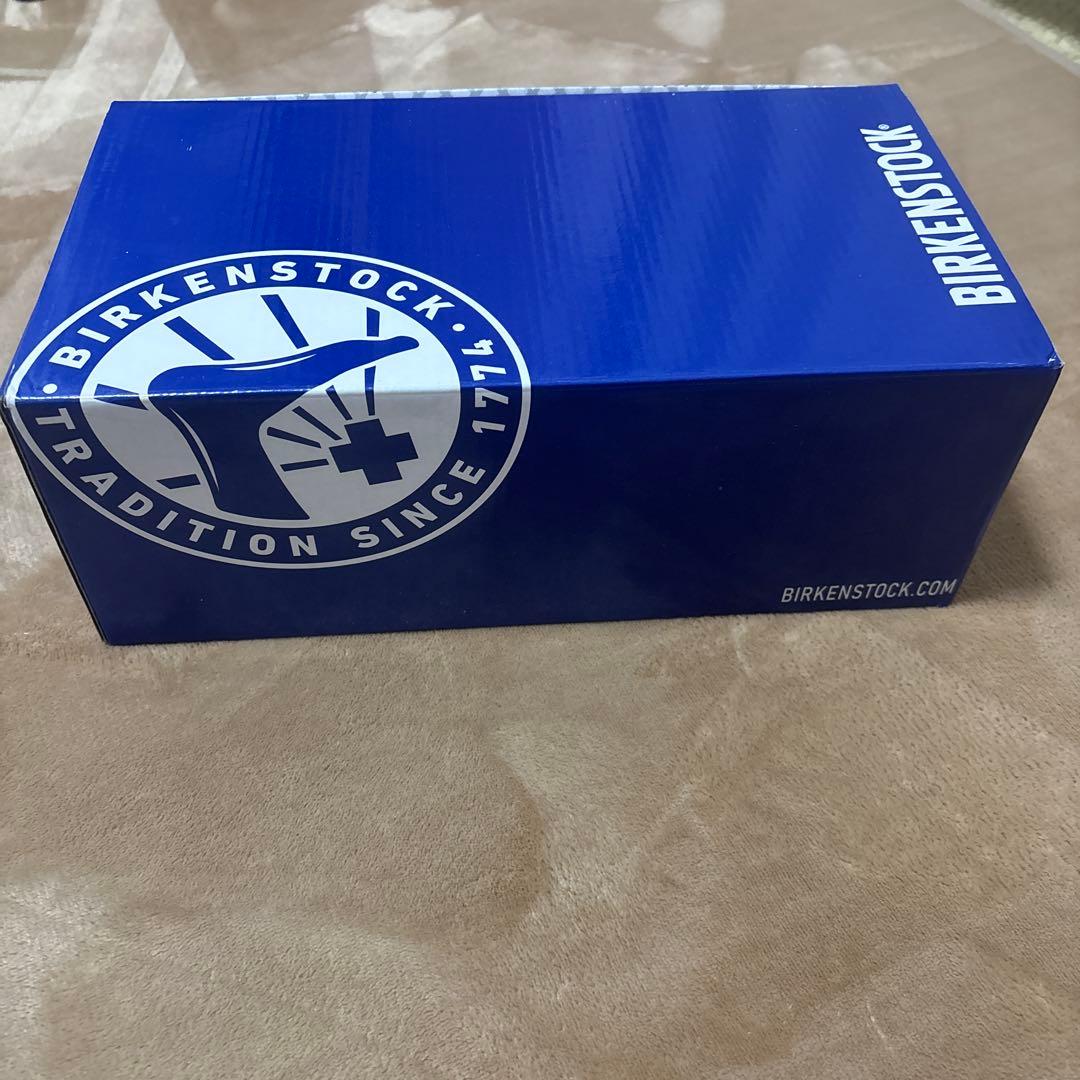 BIRKENSTOCK®
• BIRKENSTOCK •
TRADITION SINCE 1774
BIRKENSTOCK.COM